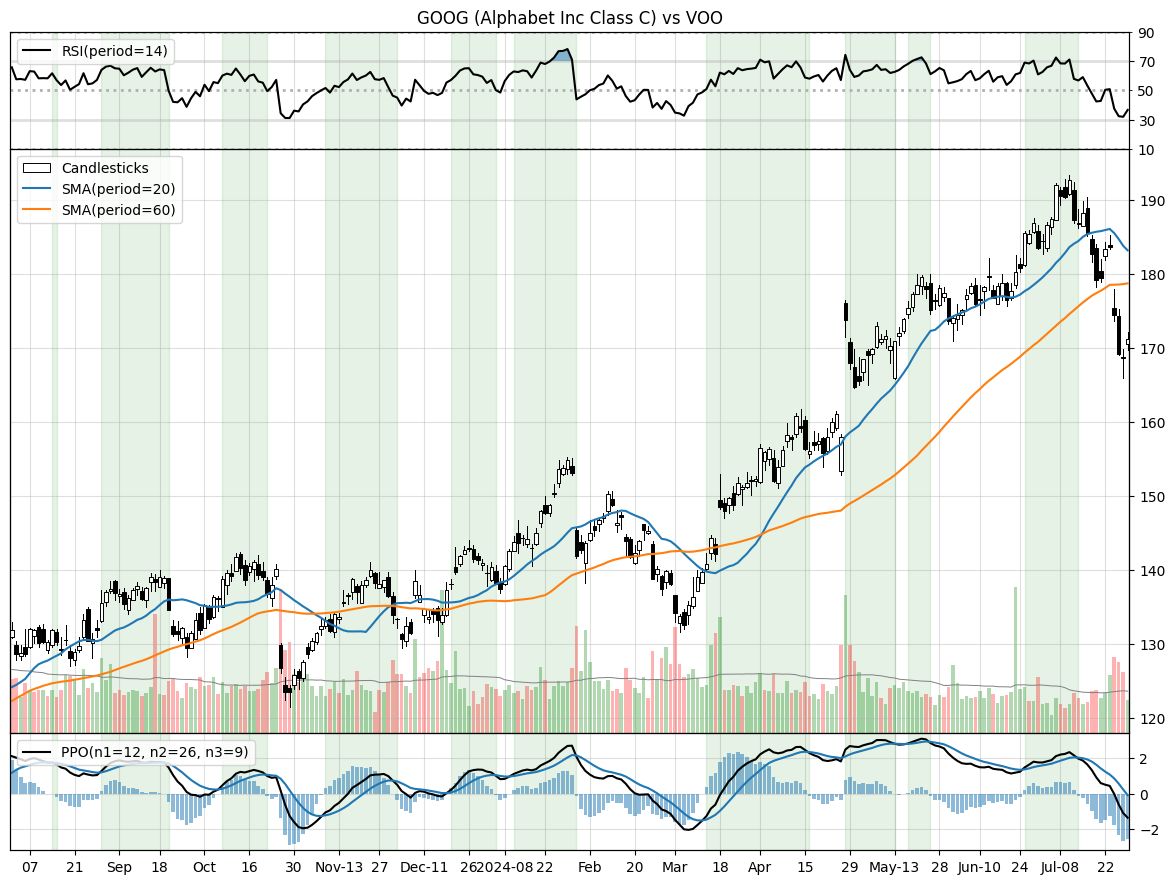 GOOG (Alphabet Inc Class C) vs VOO
RSI(period=14)
90
70
50
30
10
Candlesticks
SMA(period=20)
SMA(period=60)
190
180
170
160
150
140
130
120
PPO(n1=12, n2=26, n3=9)
2
0
−2
07 21 Sep 18 Oct 16 30 Nov-13 27 Dec-11 26 2024-08 22 Feb 20 Mar 18 Apr 15 29 May-13 28 Jun-10 24 Jul-08 22